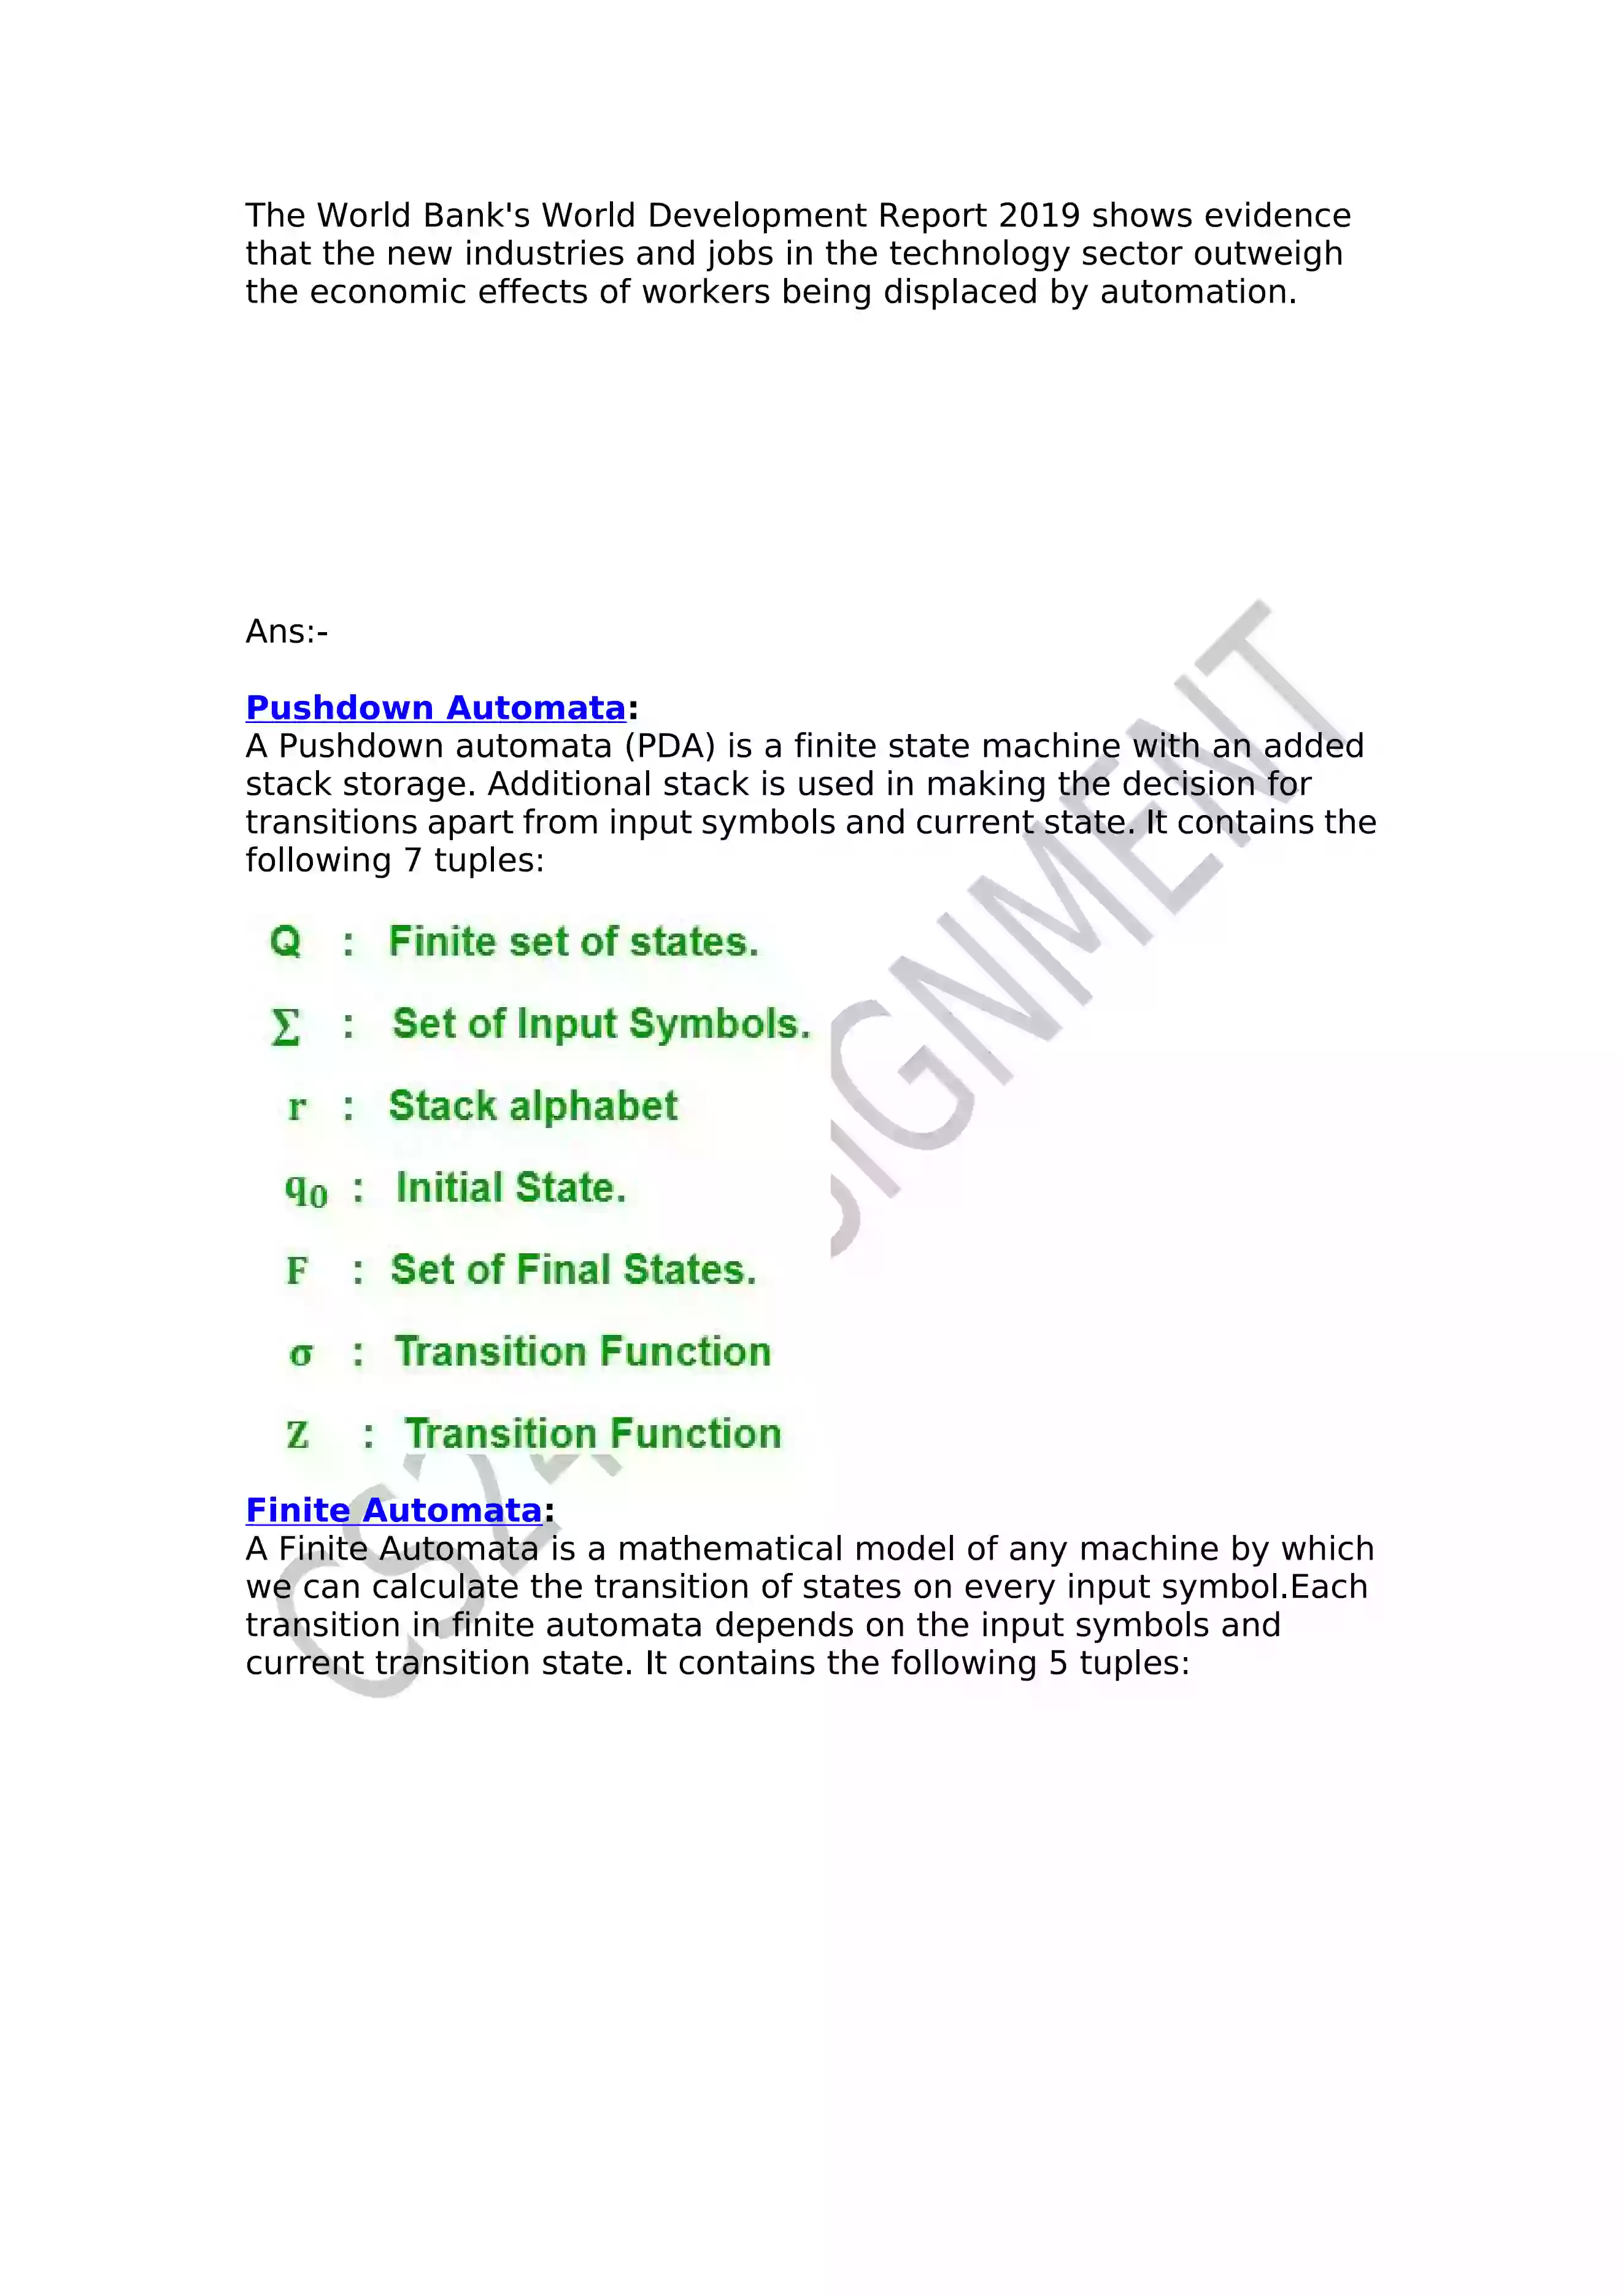 The World Bank's World Development Report 2019 shows evidence
that the new industries and jobs in the technology sector outweigh
the economic effects of workers being displaced by automation.
Ans:-
Pushdown Automata:
A Pushdown automata (PDA) is a finite state machine with an added
stack storage. Additional stack is used in making the decision for
transitions apart from input symbols and current state. It contains the
following 7 tuples:
Q : Finite set of states.
∑ : Set of Input Symbols.
r : Stack alphabet
q₀ : Initial State.
F : Set of Final States.
σ : Transition Function
Z : Transition Function
Finite Automata:
A Finite Automata is a mathematical model of any machine by which
we can calculate the transition of states on every input symbol.Each
transition in finite automata depends on the input symbols and
current transition state. It contains the following 5 tuples: